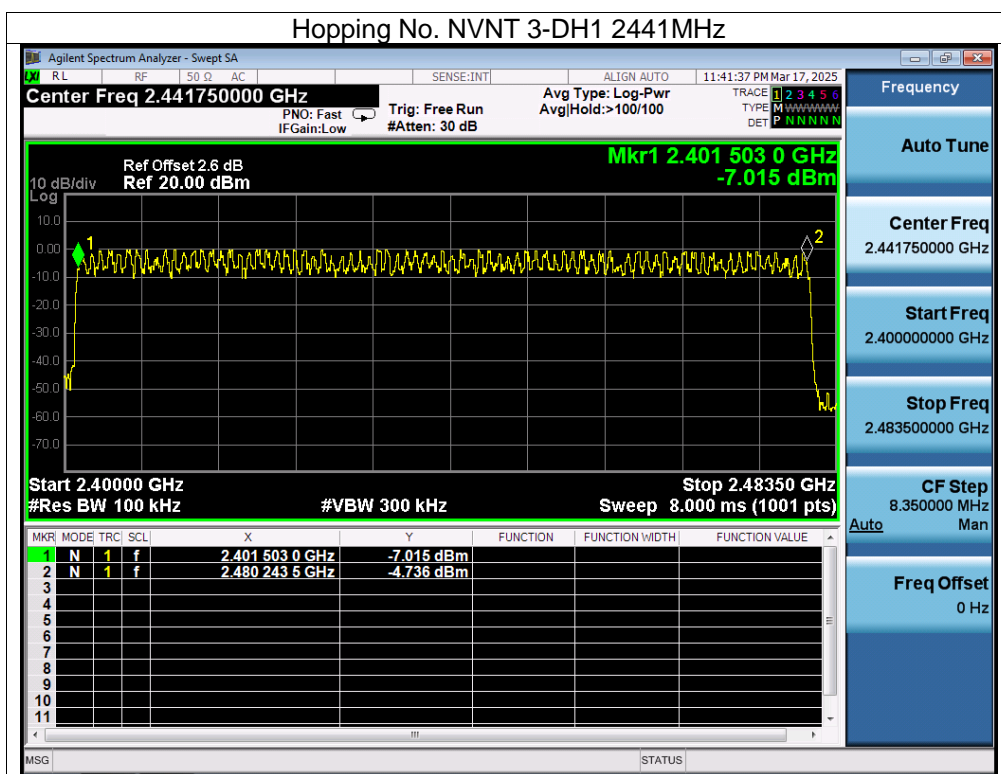 Hopping No. NVNT 3-DH1 2441MHz
Agilent Spectrum Analyzer - Swept SA
LXI RL RF 50 Ω AC SENSE:INT ALIGN AUTO 11:41:37 PM Mar 17, 2025
Center Freq 2.441750000 GHz Avg Type: Log-Pwr TRACE 1 2 3 4 5 6
PNO: Fast Trig: Free Run Avg|Hold:>100/100 TYPE M WWWWW
IFGain:Low #Atten: 30 dB DET P N N N N N
Frequency
Auto Tune
Center Freq
2.441750000 GHz
Start Freq
2.400000000 GHz
Stop Freq
2.483500000 GHz
CF Step
8.350000 MHz
Auto Man
Freq Offset
0 Hz
Mkr1 2.401 503 0 GHz
-7.015 dBm
Ref Offset 2.6 dB
10 dB/div Ref 20.00 dBm
Log
10.0
0.00
-10.0
-20.0
-30.0
-40.0
-50.0
-60.0
-70.0
1
2
Start 2.40000 GHz Stop 2.48350 GHz
#Res BW 100 kHz #VBW 300 kHz Sweep 8.000 ms (1001 pts)
MKR MODE TRC SCL X Y FUNCTION FUNCTION WIDTH FUNCTION VALUE
1 N 1 f 2.401 503 0 GHz -7.015 dBm
2 N 1 f 2.480 243 5 GHz -4.736 dBm
3
4
5
6
7
8
9
10
11
MSG STATUS